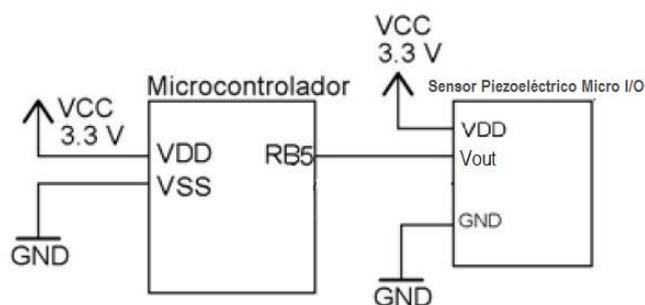 Microcontrolador
VCC
3.3 V
VDD
VSS
RB5
GND
VCC
3.3 V
Sensor Piezoeléctrico Micro I/O
VDD
Vout
GND
GND